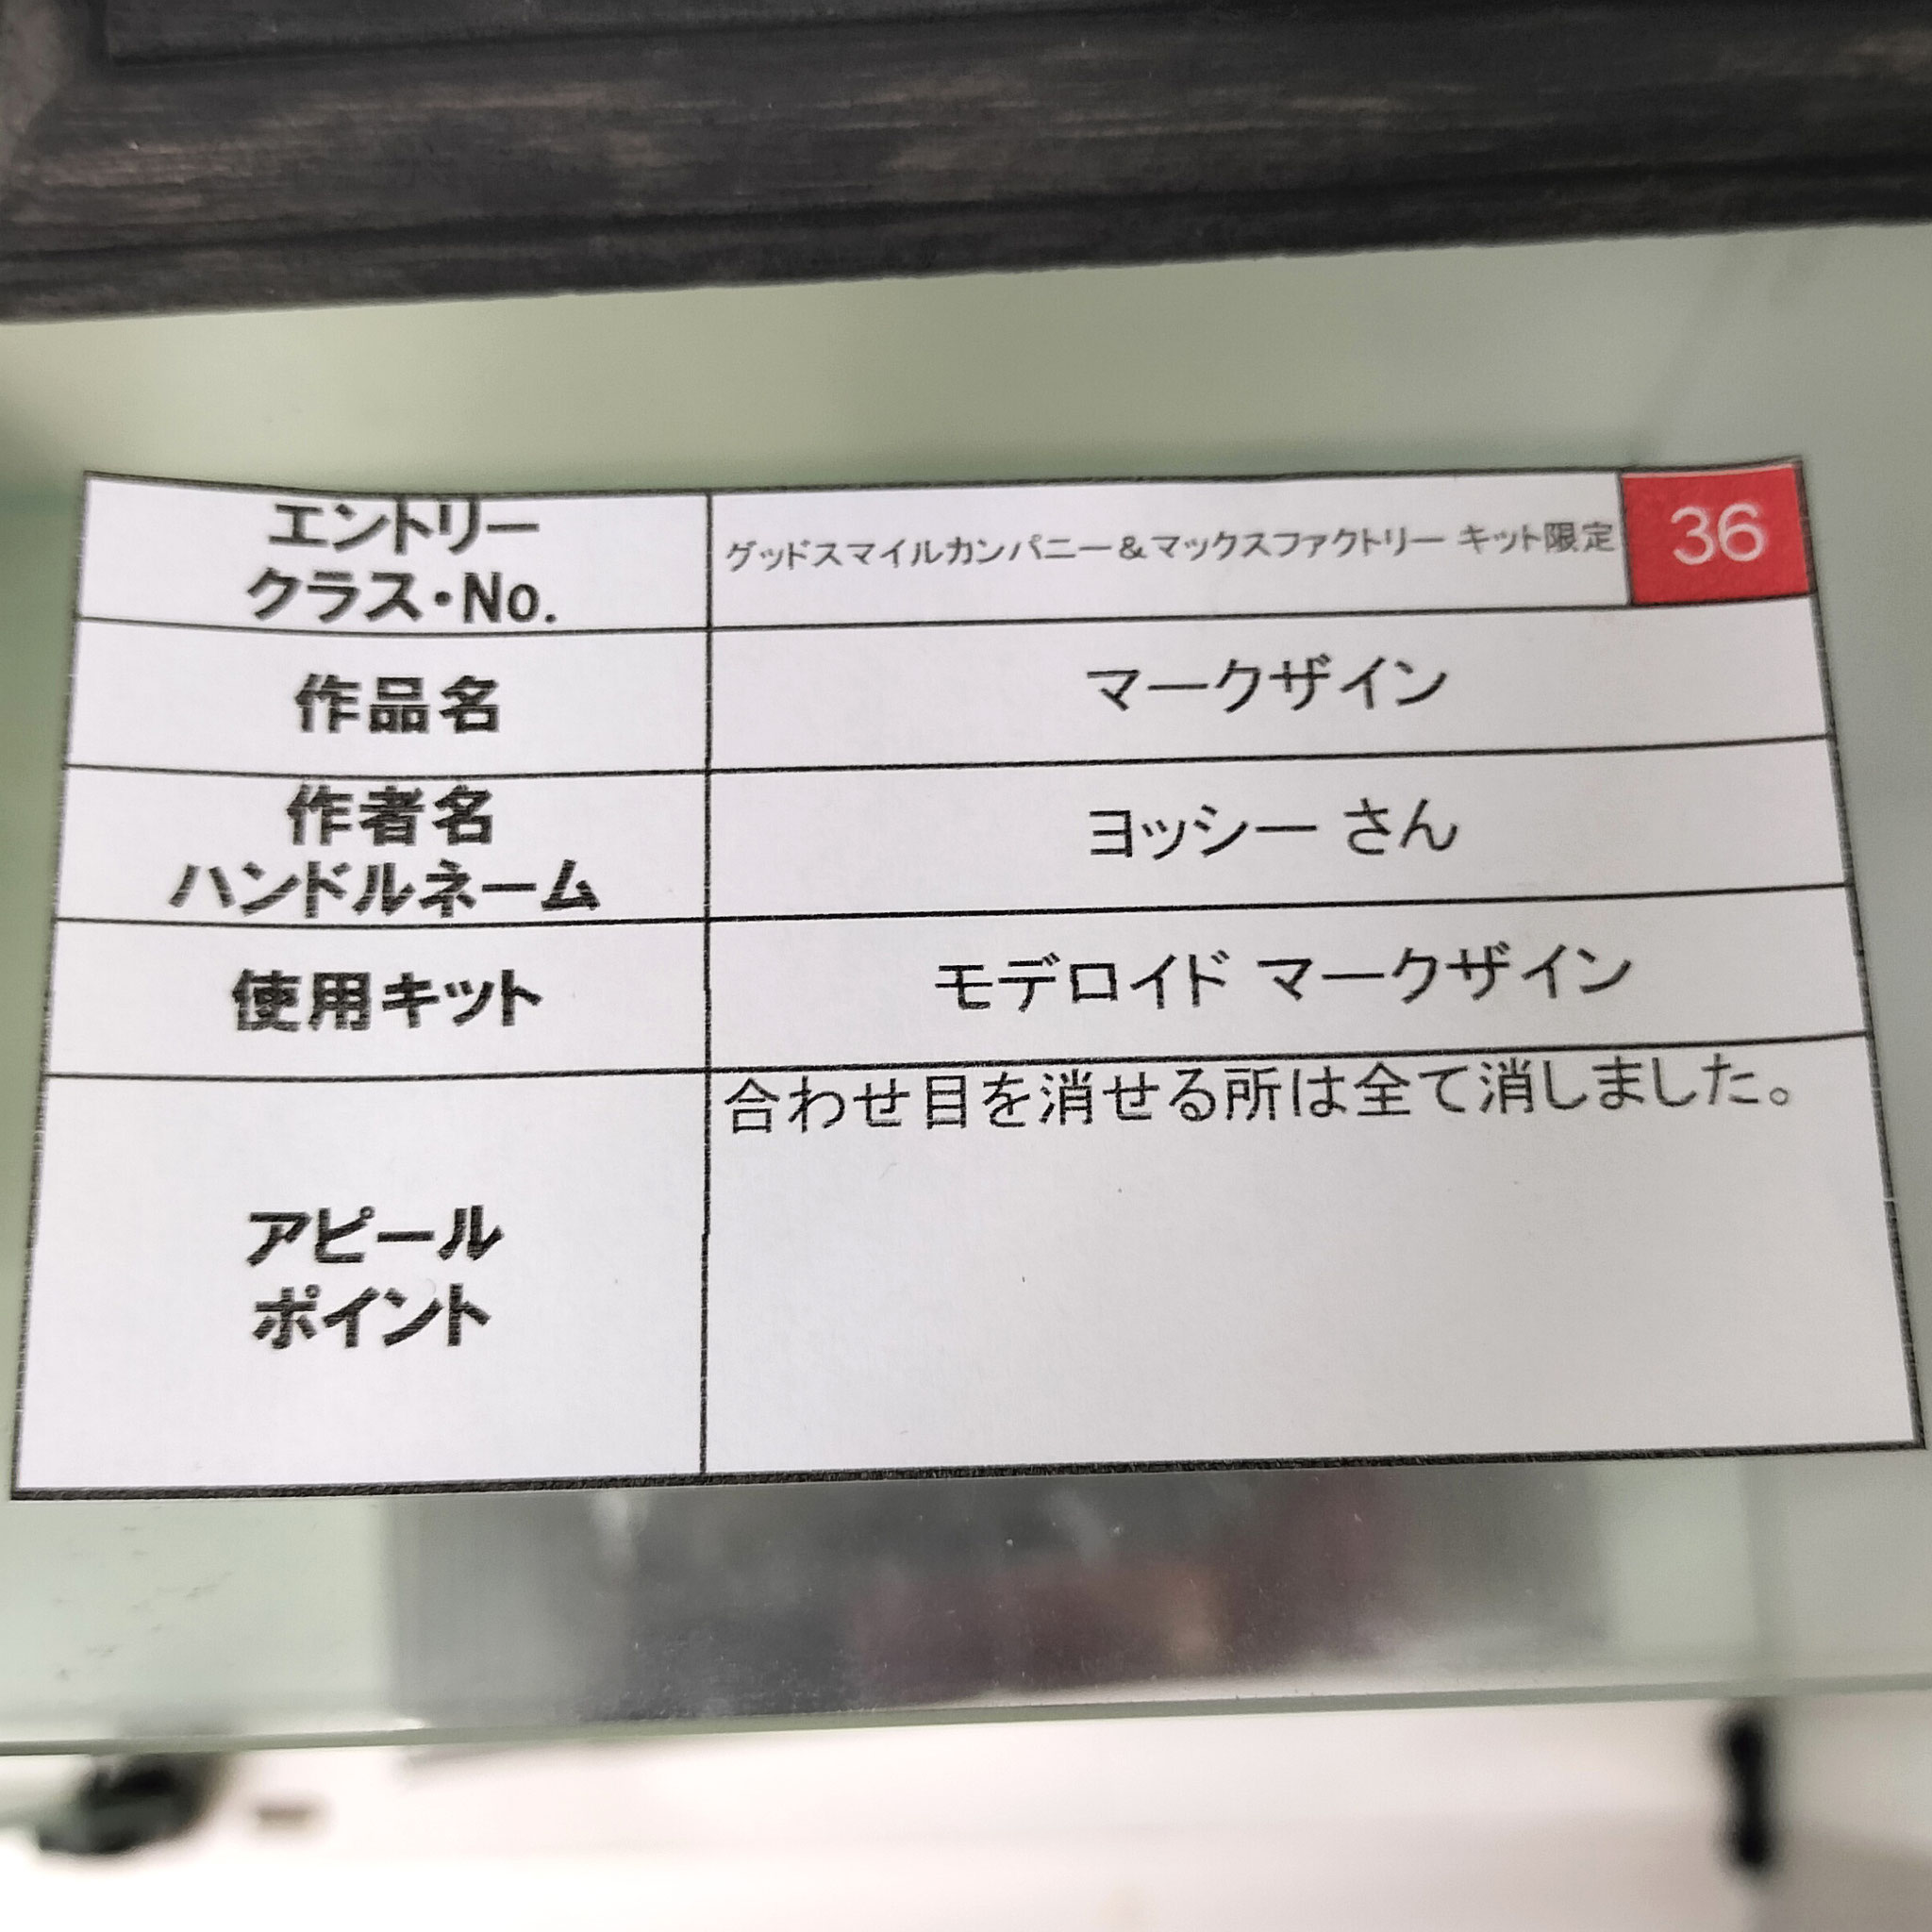 エントリー
クラス・No.
グッドスマイルカンパニー&マックスファクトリー キット限定
36
作品名
マークザイン
作者名
ハンドルネーム
ヨッシー さん
使用キット
モデロイド マークザイン
アピール
ポイント
合わせ目を消せる所は全て消しました。